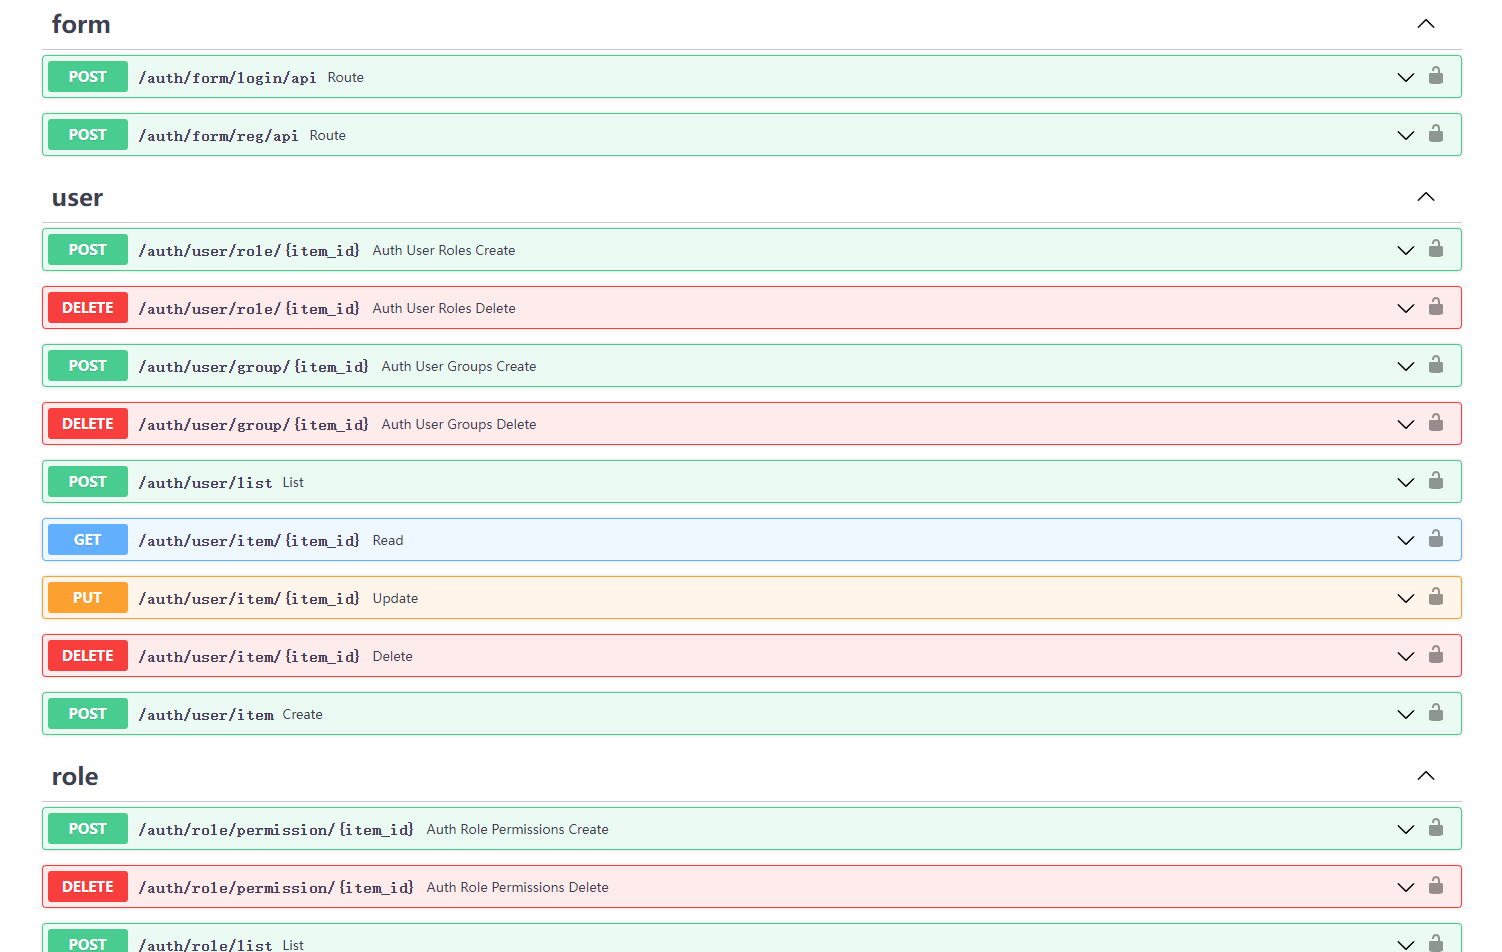 form
POST /auth/form/login/api Route
POST /auth/form/reg/api Route
user
POST /auth/user/role/{item_id} Auth User Roles Create
DELETE /auth/user/role/{item_id} Auth User Roles Delete
POST /auth/user/group/{item_id} Auth User Groups Create
DELETE /auth/user/group/{item_id} Auth User Groups Delete
POST /auth/user/list List
GET /auth/user/item/{item_id} Read
PUT /auth/user/item/{item_id} Update
DELETE /auth/user/item/{item_id} Delete
POST /auth/user/item Create
role
POST /auth/role/permission/{item_id} Auth Role Permissions Create
DELETE /auth/role/permission/{item_id} Auth Role Permissions Delete
POST /auth/role/list List